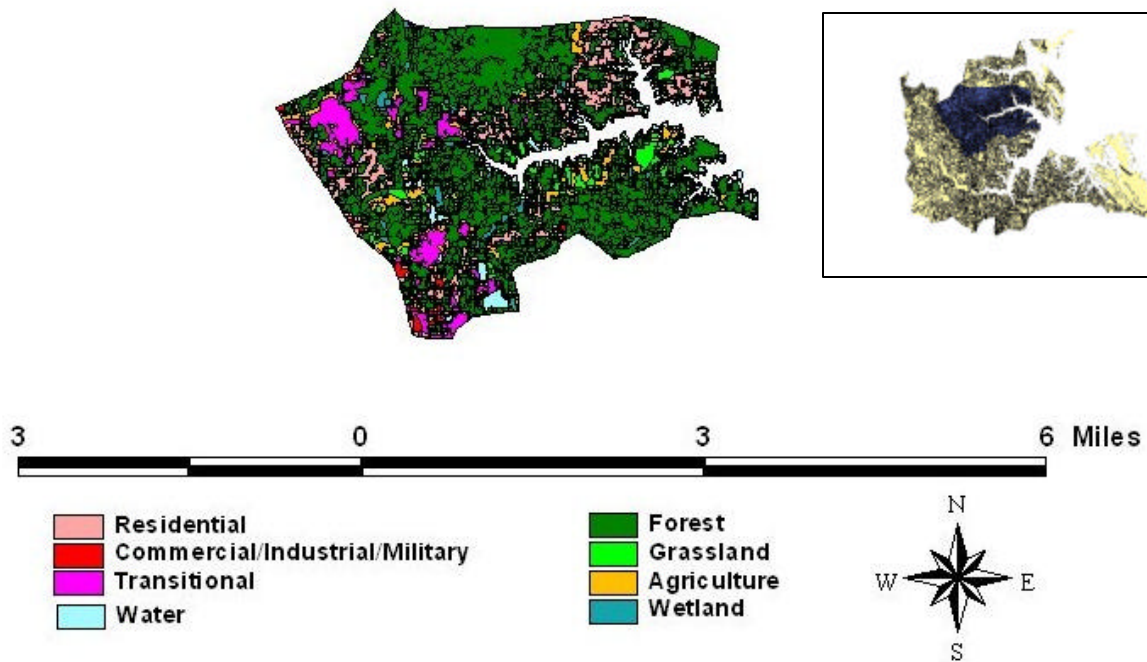 3 0 3 6 Miles
Residential
Commercial/Industrial/Military
Transitional
Water
Forest
Grassland
Agriculture
Wetland
N
W E
S